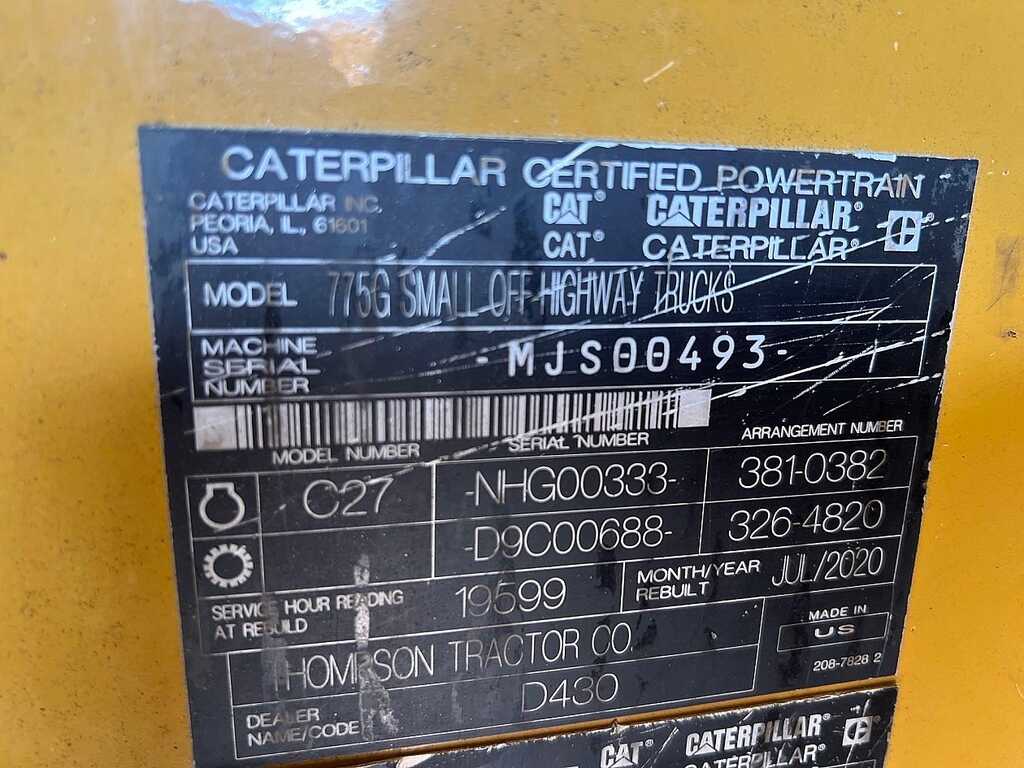 CATERPILLAR CERTIFIED POWERTRAIN
CATERPILLAR INC.
PEORIA, IL, 61601
USA
CAT® CATERPILLAR®
CAT® CATERPILLAR®
MODEL 775G SMALL OFF HIGHWAY TRUCKS
MACHINE SERIAL NUMBER -MJS00493-
MODEL NUMBER SERIAL NUMBER ARRANGEMENT NUMBER
C27 -NHG00333- 381-0382
-D9C00688- 326-4820
SERVICE HOUR READING AT REBUILD 19599 MONTH/YEAR REBUILT JUL/2020
THOMPSON TRACTOR CO. MADE IN
US
DEALER NAME/CODE D430 208-7828 2
CAT® CATERPILLAR®
CATERPILLAR®